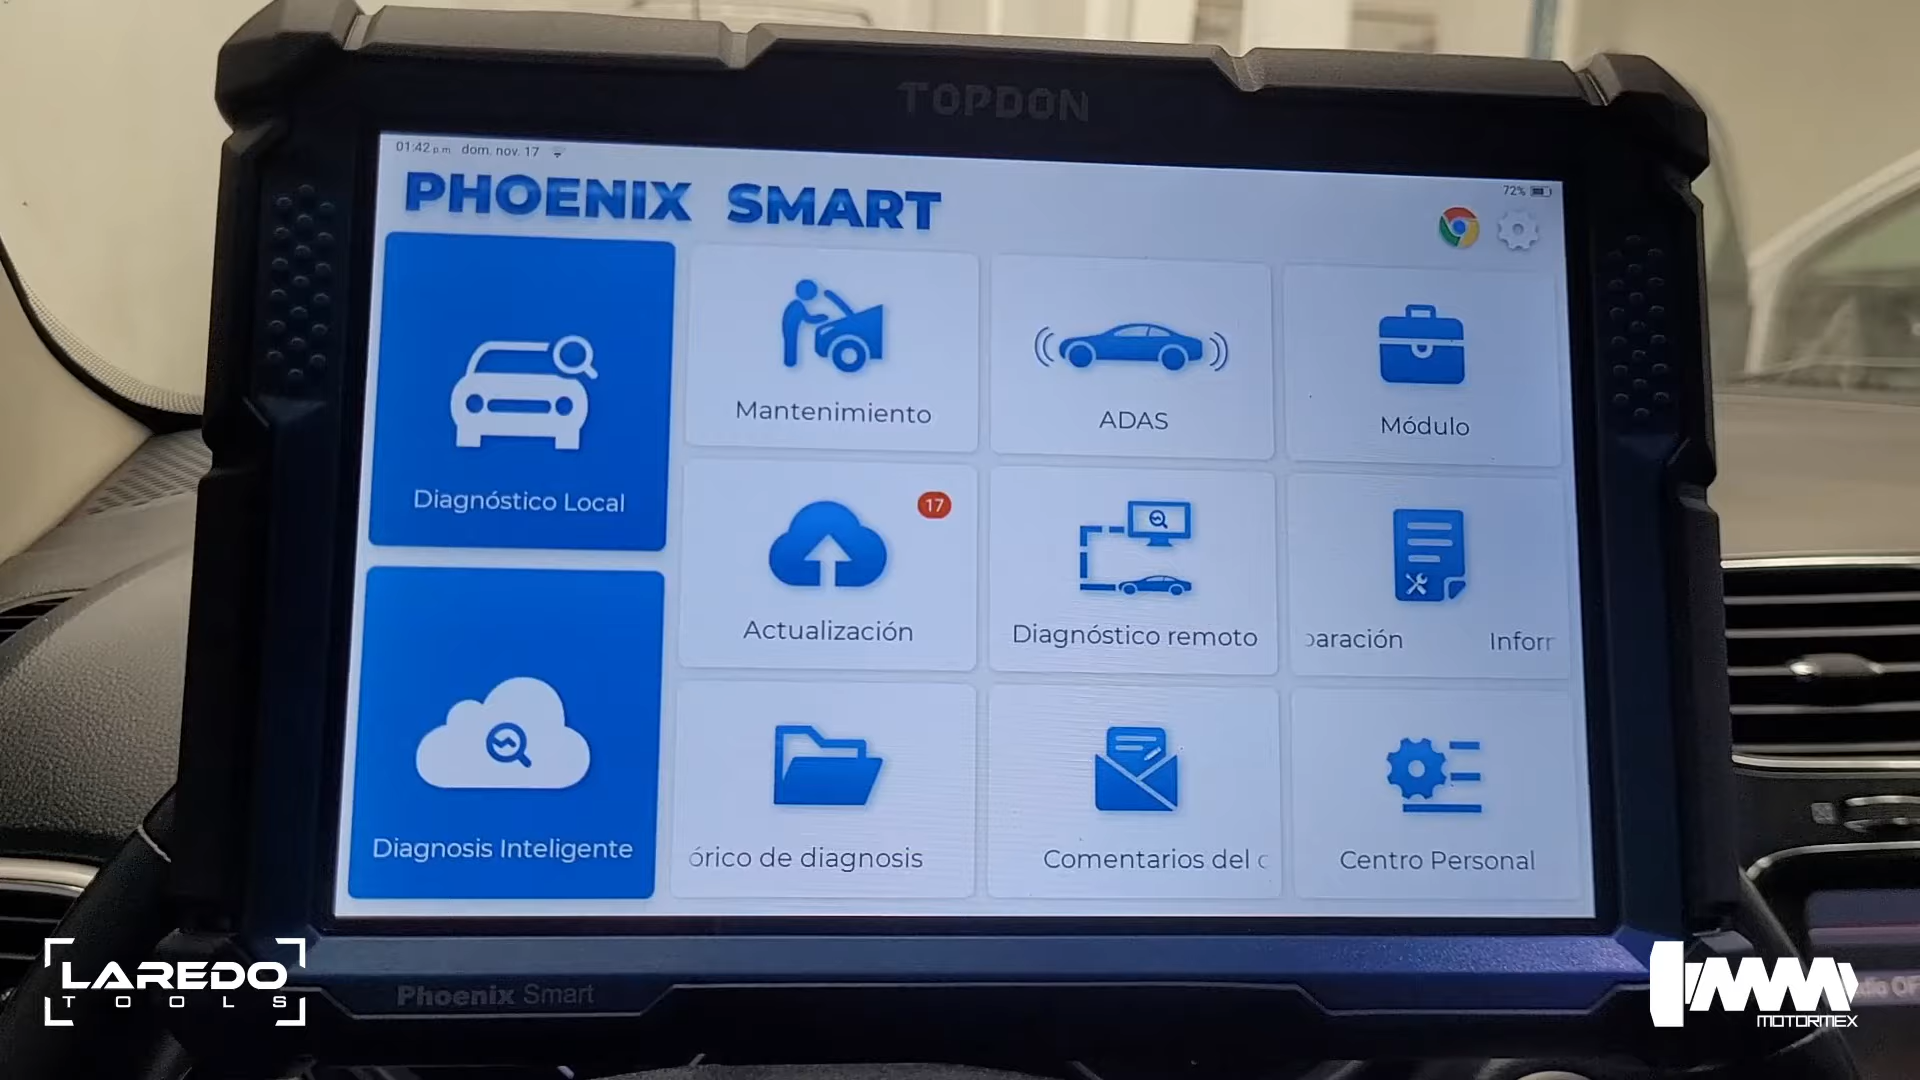 TOPDON
01:42 p.m. dom. nov. 17
72%
PHOENIX SMART
Diagnóstico Local
Mantenimiento
ADAS
Módulo
17
Actualización
Diagnóstico remoto
paración Inforr
Diagnosis Inteligente
órico de diagnosis
Comentarios del c
Centro Personal
Phoenix Smart
LAREDO
TOOLS
MOTORMEX